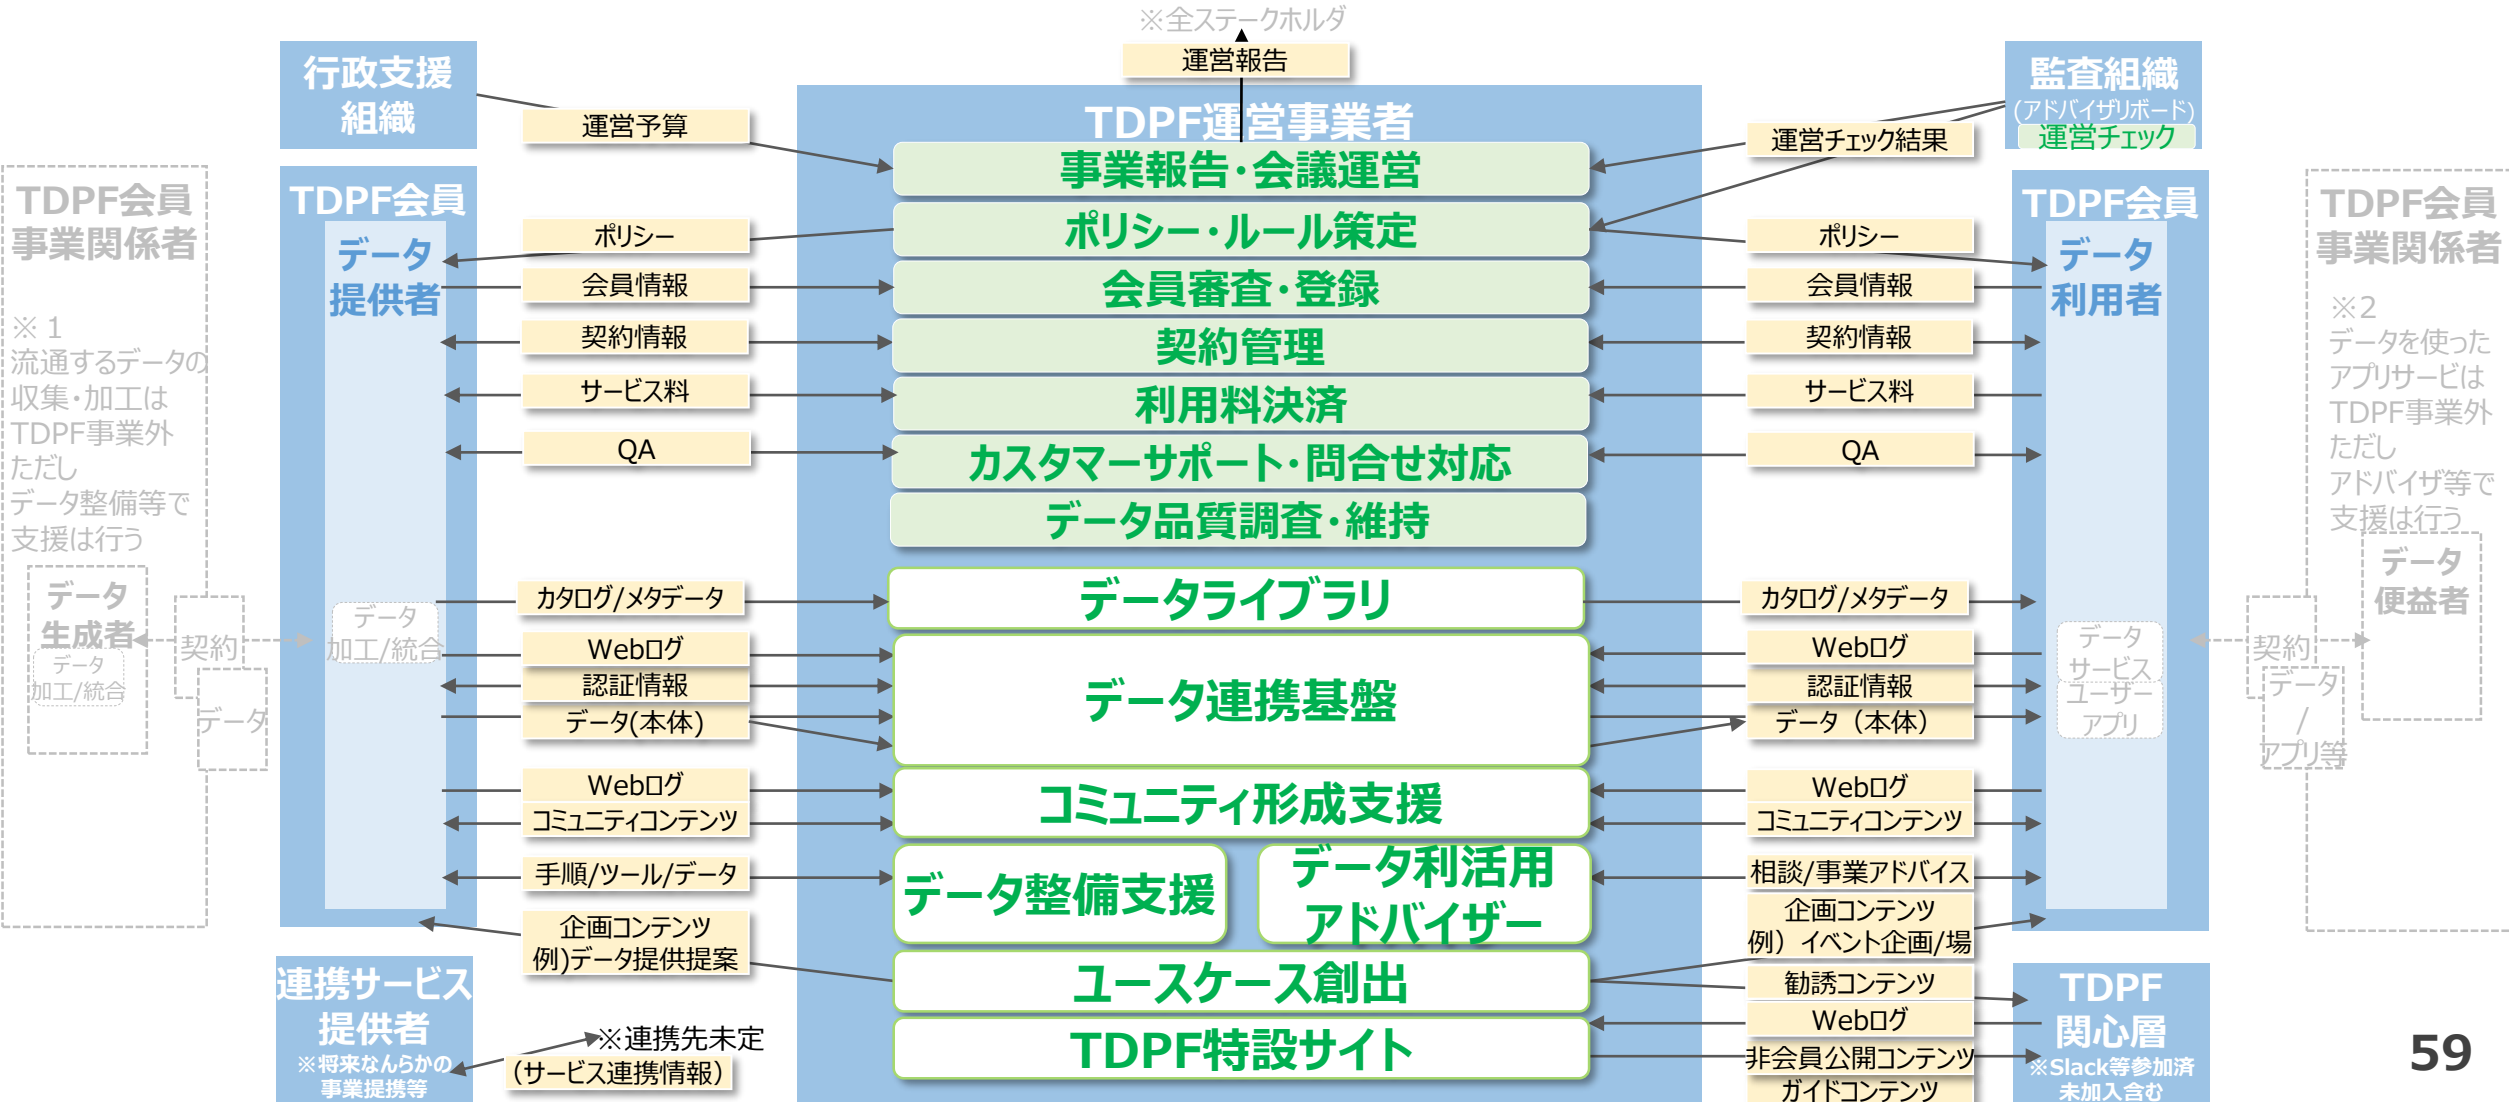 ※全ステークホルダ
運営報告
行政支援
組織
運営予算
TDPF運営事業者
監査組織
(アドバイザリボード)
運営チェック
運営チェック結果
事業報告・会議運営
ポリシー・ルール策定
会員審査・登録
契約管理
利用料決済
カスタマーサポート・問合せ対応
データ品質調査・維持
データライブラリ
データ連携基盤
コミュニティ形成支援
データ整備支援
データ利活用
アドバイザー
ユースケース創出
TDPF特設サイト
TDPF会員
事業関係者
※１
流通するデータの
収集・加工は
TDPF事業外
ただし
データ整備等で
支援は行う
データ
生成者
データ
加工/統合
契約
データ
TDPF会員
データ
提供者
データ
加工/統合
ポリシー
会員情報
契約情報
サービス料
QA
カタログ/メタデータ
Webログ
認証情報
データ(本体)
Webログ
コミュニティコンテンツ
手順/ツール/データ
企画コンテンツ
例)データ提供提案
連携サービス
提供者
※将来なんらかの
事業提携等
※連携先未定
(サービス連携情報)
ポリシー
会員情報
契約情報
サービス料
QA
カタログ/メタデータ
Webログ
認証情報
データ（本体）
Webログ
コミュニティコンテンツ
相談/事業アドバイス
企画コンテンツ
例）イベント企画/場
勧誘コンテンツ
Webログ
非会員公開コンテンツ
ガイドコンテンツ
TDPF会員
データ
利用者
データ
サービス
ユーザー
アプリ
TDPF
関心層
※Slack等参加済
未加入含む
TDPF会員
事業関係者
※2
データを使った
アプリサービは
TDPF事業外
ただし
アドバイザ等で
支援は行う
データ
便益者
契約
データ
/
アプリ等
59